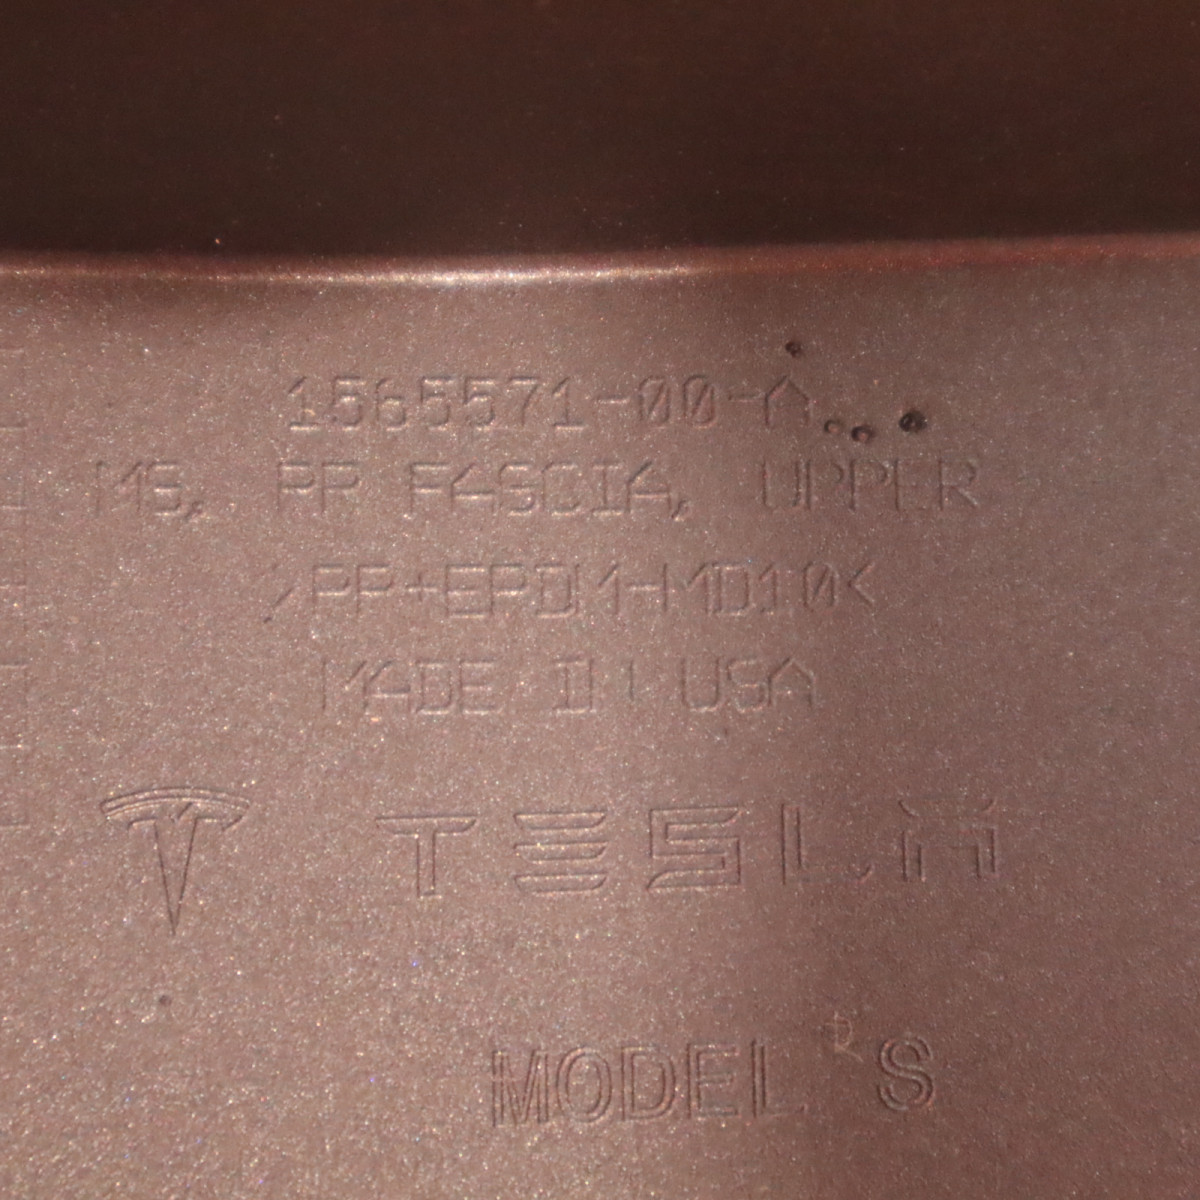 1565571-00-A
MS, RR FASCIA, UPPER
>PP+EPDM-MD10<
MADE IN USA
TESLA
MODEL S